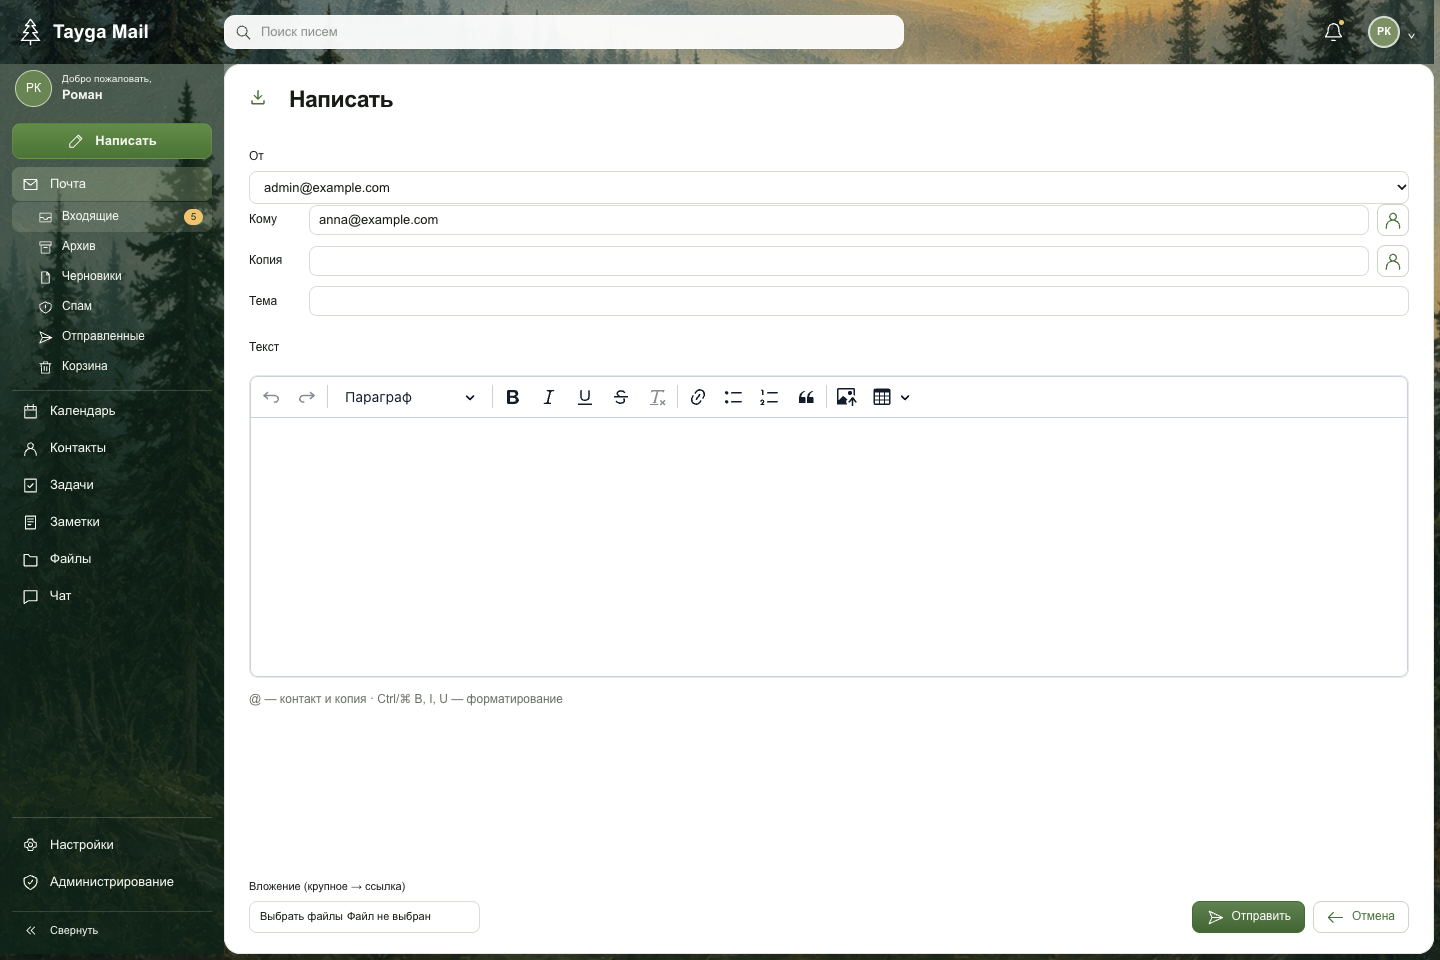 Tayga Mail
Поиск писем
РК
РК
Добро пожаловать,
Роман
Написать
Почта
Входящие 5
Архив
Черновики
Спам
Отправленные
Корзина
Календарь
Контакты
Задачи
Заметки
Файлы
Чат
Настройки
Администрирование
Свернуть
Написать
От
admin@example.com
Кому anna@example.com
Копия
Тема
Текст
Параграф B I U S
@ — контакт и копия · Ctrl/⌘ B, I, U — форматирование
Вложение (крупное → ссылка)
Выбрать файлы Файл не выбран
Отправить Отмена